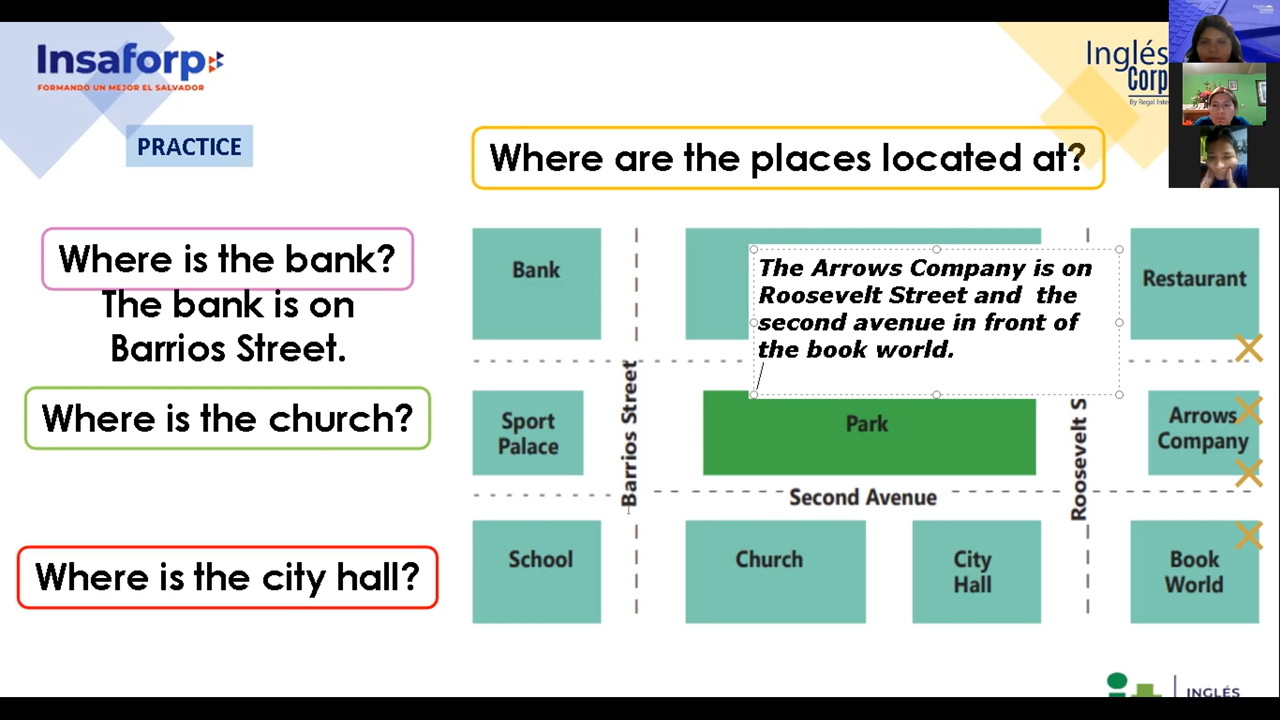 Insaforp
FORMANDO UN MEJOR EL SALVADOR
Inglés
Corp
PRACTICE
Where are the places located at?
Where is the bank?
The bank is on
Barrios Street.
Where is the church?
Where is the city hall?
Bank
The Arrows Company is on
Roosevelt Street and the
second avenue in front of
the book world.
Restaurant
Sport
Palace
Barrios Street
Park
Roosevelt S
Arrows
Company
Second Avenue
School
Church
City
Hall
Book
World
INGLÉS